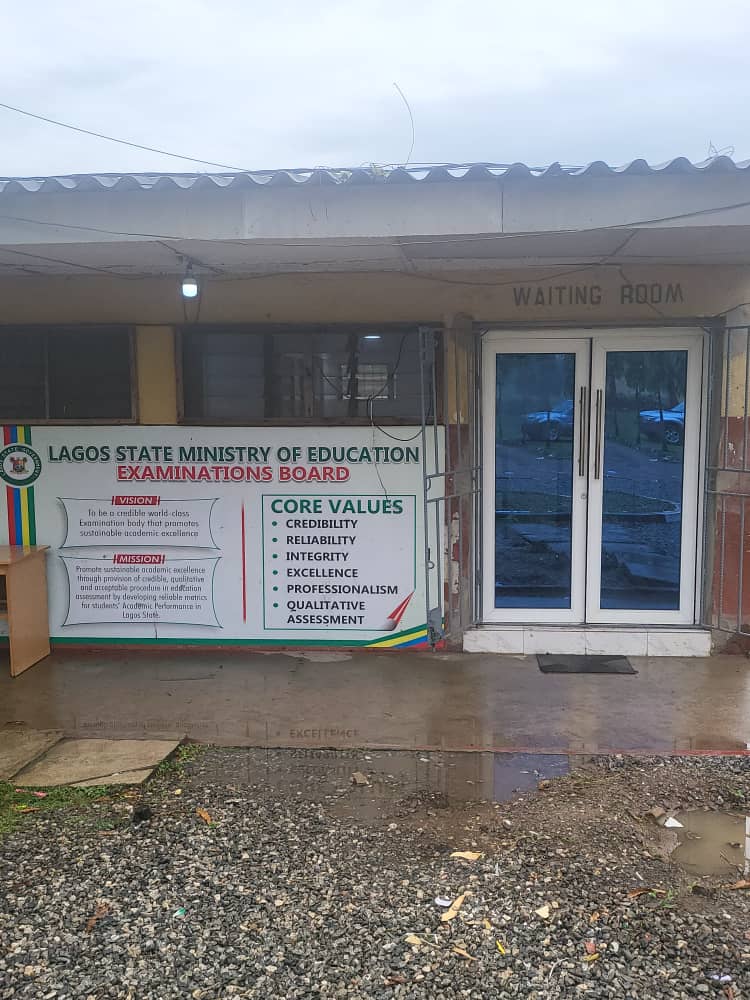 WAITING ROOM
LAGOS STATE MINISTRY OF EDUCATION
EXAMINATIONS BOARD
VISION
To be a credible world-class
Examination body that promotes
sustainable academic excellence
MISSION
Promote sustainable academic excellence
through provision of credible, qualitative
and acceptable procedure in education
assessment by developing reliable metrics
for students' Academic Performance in
Lagos State.
CORE VALUES
• CREDIBILITY
• RELIABILITY
• INTEGRITY
• EXCELLENCE
• PROFESSIONALISM
• QUALITATIVE
ASSESSMENT